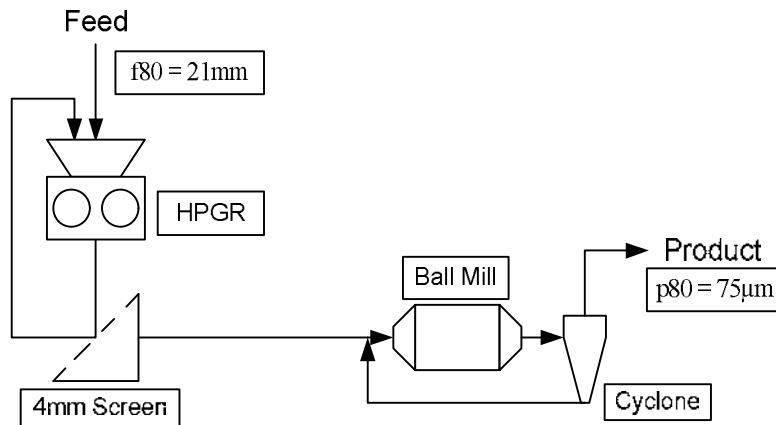 Feed
f80 = 21mm
HPGR
Ball Mill
Product
p80 = 75µm
4mm Screen
Cyclone